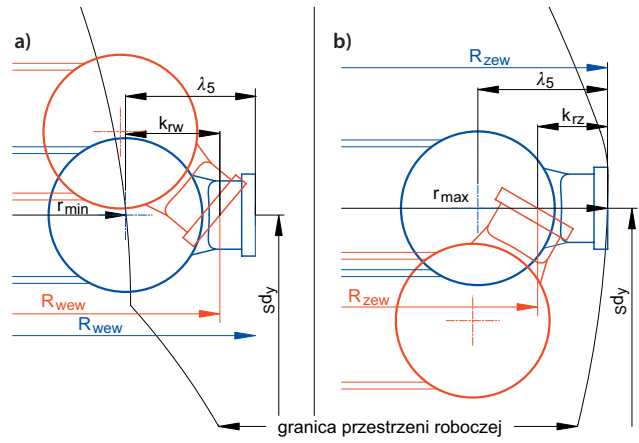 a)
λ5
krw
rmin
Rwew
Rwew
sdy
b)
Rzew
λ5
krz
rmax
Rzew
sdy
granica przestrzeni roboczej